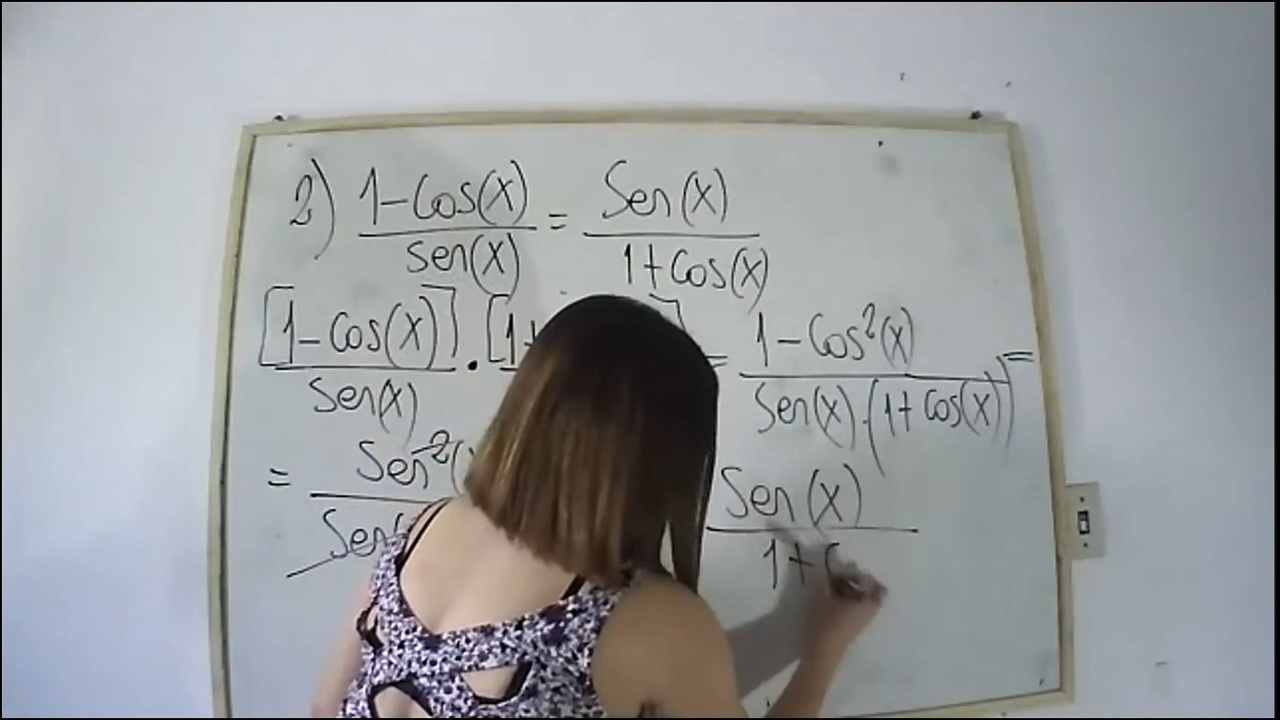 2) 1-Cos(x) / sen(x) = Sen(x) / 1+Cos(x)
[1-Cos(x)] / Sen(x) . [1+ = 1-Cos²(x) / Sen(x).(1+Cos(x)) =
= Sen²( / Sen Sen(x) / 1+C